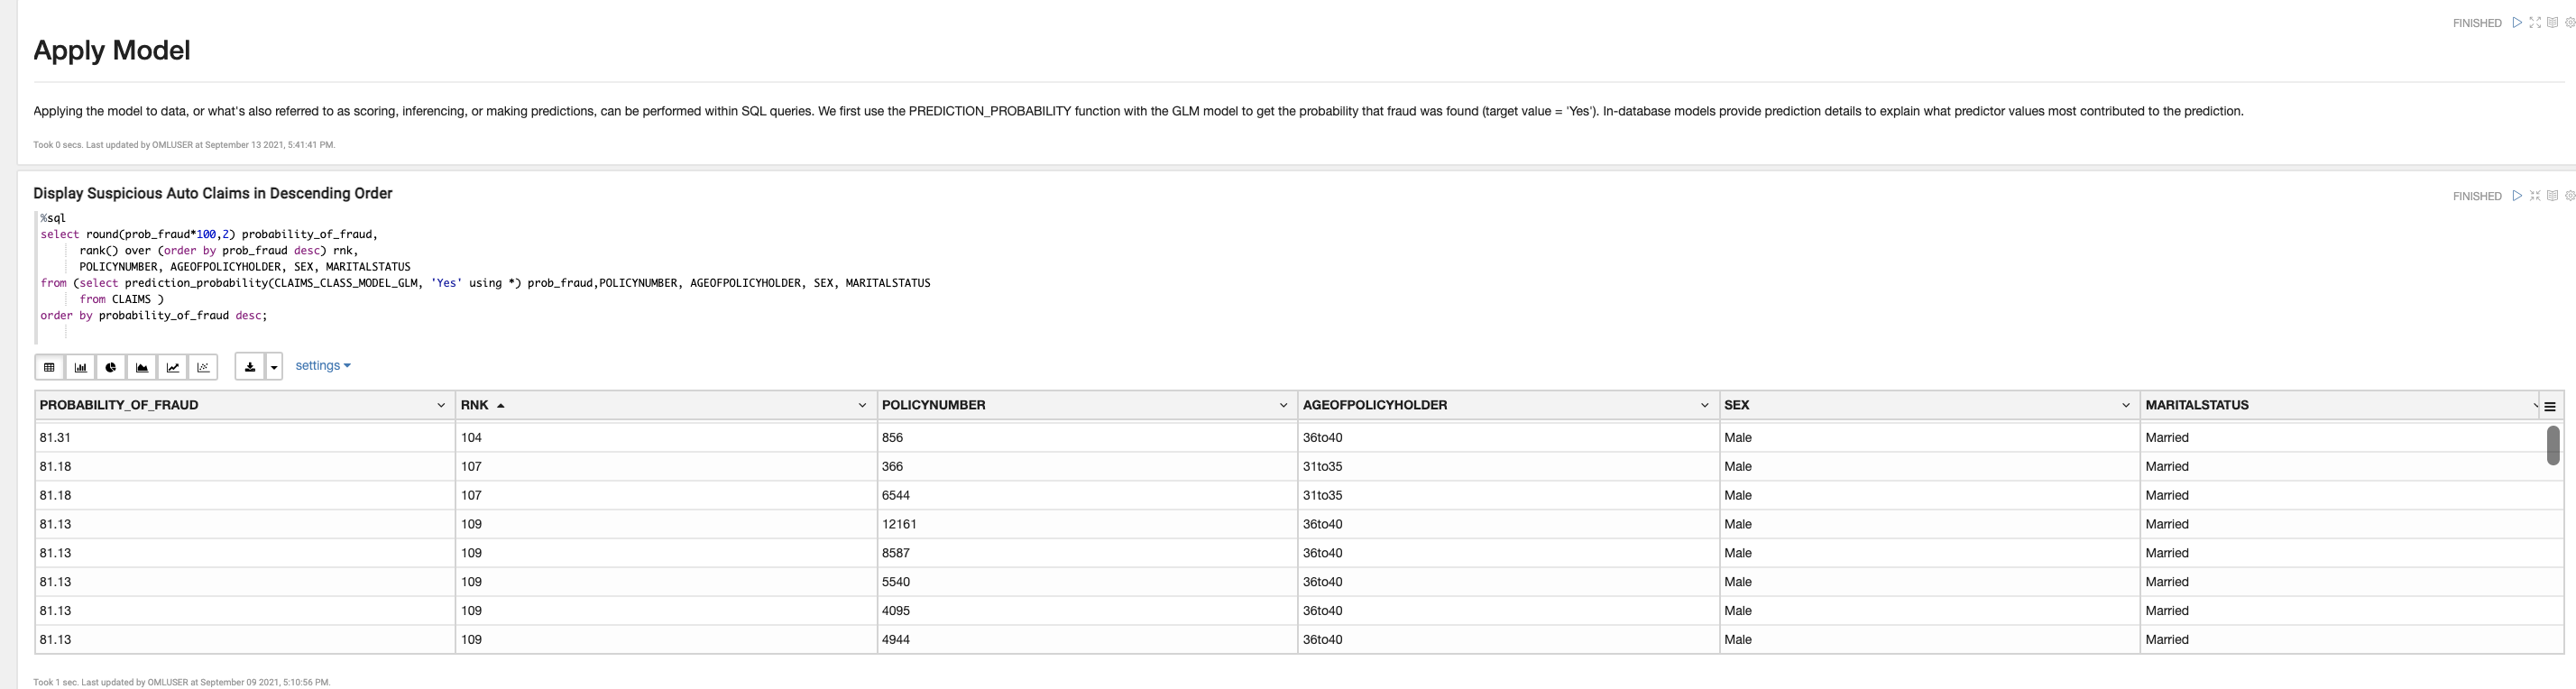 FINISHED
Apply Model
Applying the model to data, or what's also referred to as scoring, inferencing, or making predictions, can be performed within SQL queries. We first use the PREDICTION_PROBABILITY function with the GLM model to get the probability that fraud was found (target value = 'Yes'). In-database models provide prediction details to explain what predictor values most contributed to the prediction.
Took 0 secs. Last updated by OMLUSER at September 13 2021, 5:41:41 PM.
Display Suspicious Auto Claims in Descending Order
FINISHED
%sql
select round(prob_fraud*100,2) probability_of_fraud,
rank() over (order by prob_fraud desc) rnk,
POLICYNUMBER, AGEOFPOLICYHOLDER, SEX, MARITALSTATUS
from (select prediction_probability(CLAIMS_CLASS_MODEL_GLM, 'Yes' using *) prob_fraud,POLICYNUMBER, AGEOFPOLICYHOLDER, SEX, MARITALSTATUS
from CLAIMS )
order by probability_of_fraud desc;
settings
PROBABILITY_OF_FRAUD RNK POLICYNUMBER AGEOFPOLICYHOLDER SEX MARITALSTATUS
81.31 104 856 36to40 Male Married
81.18 107 366 31to35 Male Married
81.18 107 6544 31to35 Male Married
81.13 109 12161 36to40 Male Married
81.13 109 8587 36to40 Male Married
81.13 109 5540 36to40 Male Married
81.13 109 4095 36to40 Male Married
81.13 109 4944 36to40 Male Married
Took 1 sec. Last updated by OMLUSER at September 09 2021, 5:10:56 PM.